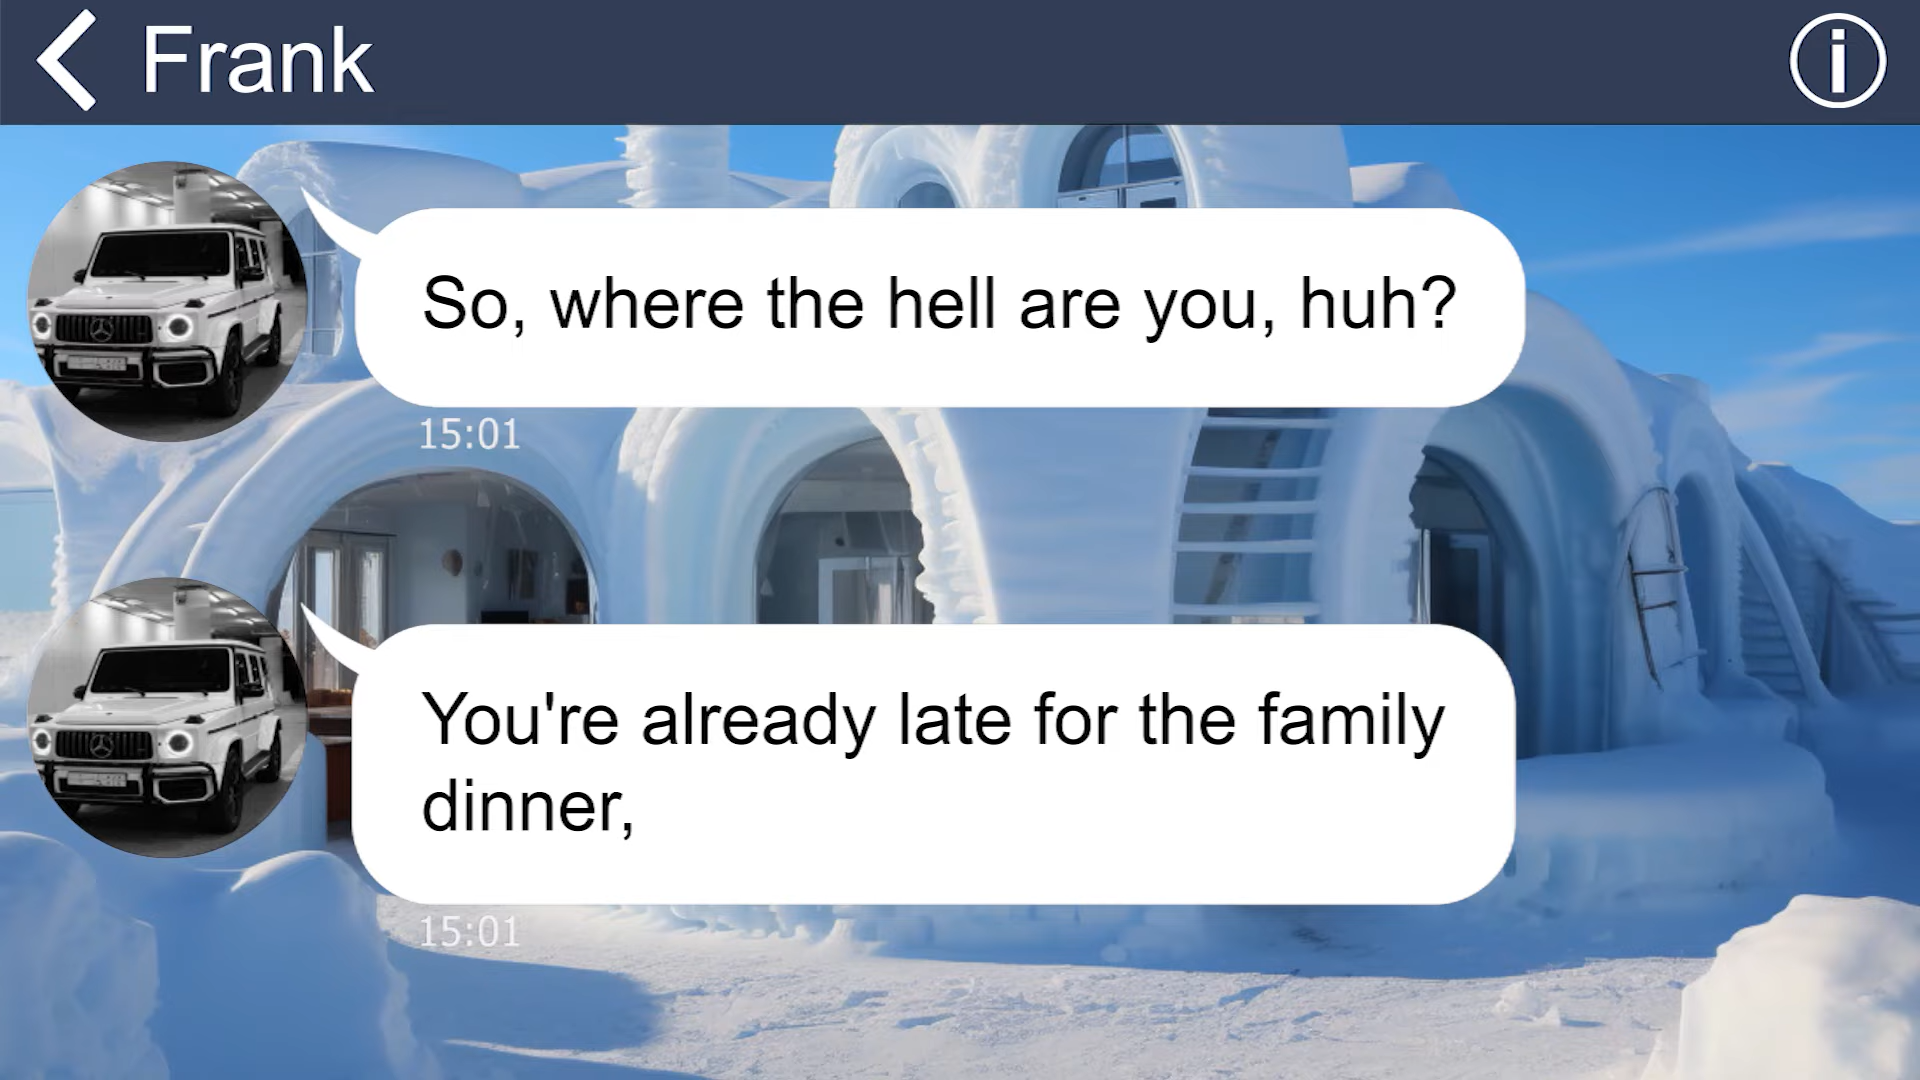 Frank
So, where the hell are you, huh?
15:01
You're already late for the family
dinner,
15:01